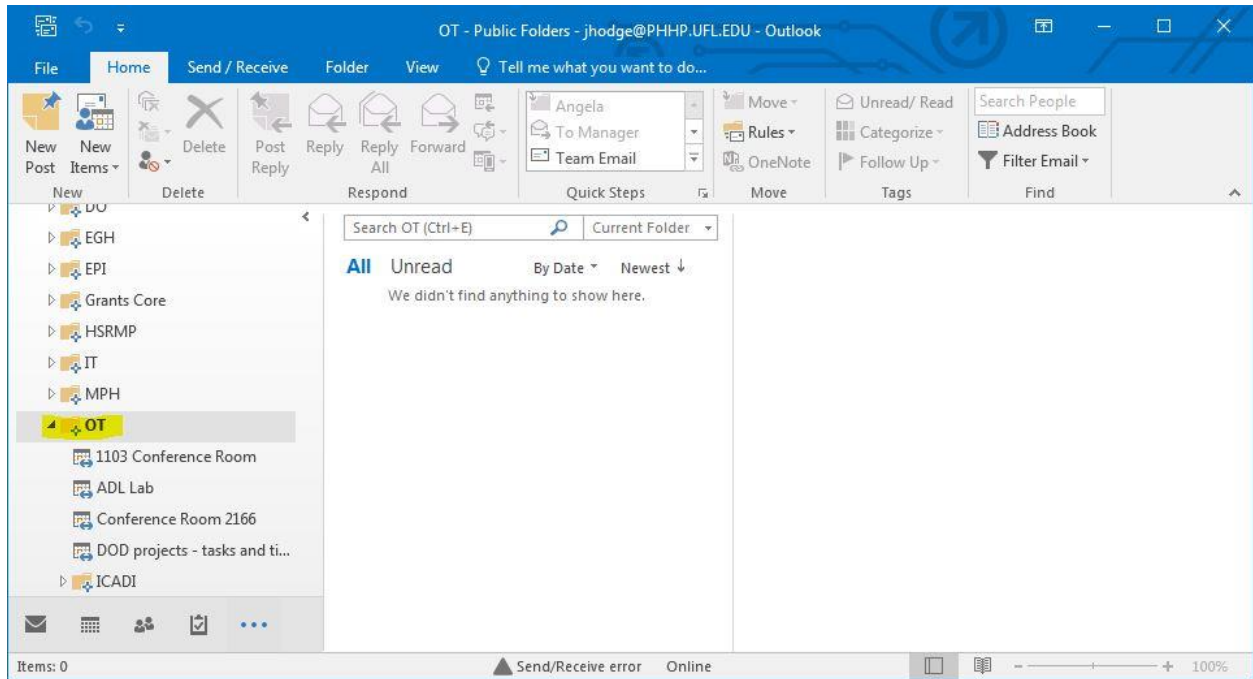 OT - Public Folders - jhodge@PHHP.UFL.EDU - Outlook
File Home Send / Receive Folder View Tell me what you want to do...
New Post
New Items
Delete
Post Reply
Reply
Reply All
Forward
Angela
To Manager
Team Email
Move
Rules
OneNote
Unread/ Read
Categorize
Follow Up
Search People
Address Book
Filter Email
New Delete Respond Quick Steps Move Tags Find
DO
EGH
EPI
Grants Core
HSRMP
IT
MPH
OT
1103 Conference Room
ADL Lab
Conference Room 2166
DOD projects - tasks and ti...
ICADI
Search OT (Ctrl+E) Current Folder
All Unread By Date Newest ↓
We didn't find anything to show here.
Items: 0 Send/Receive error Online 100%